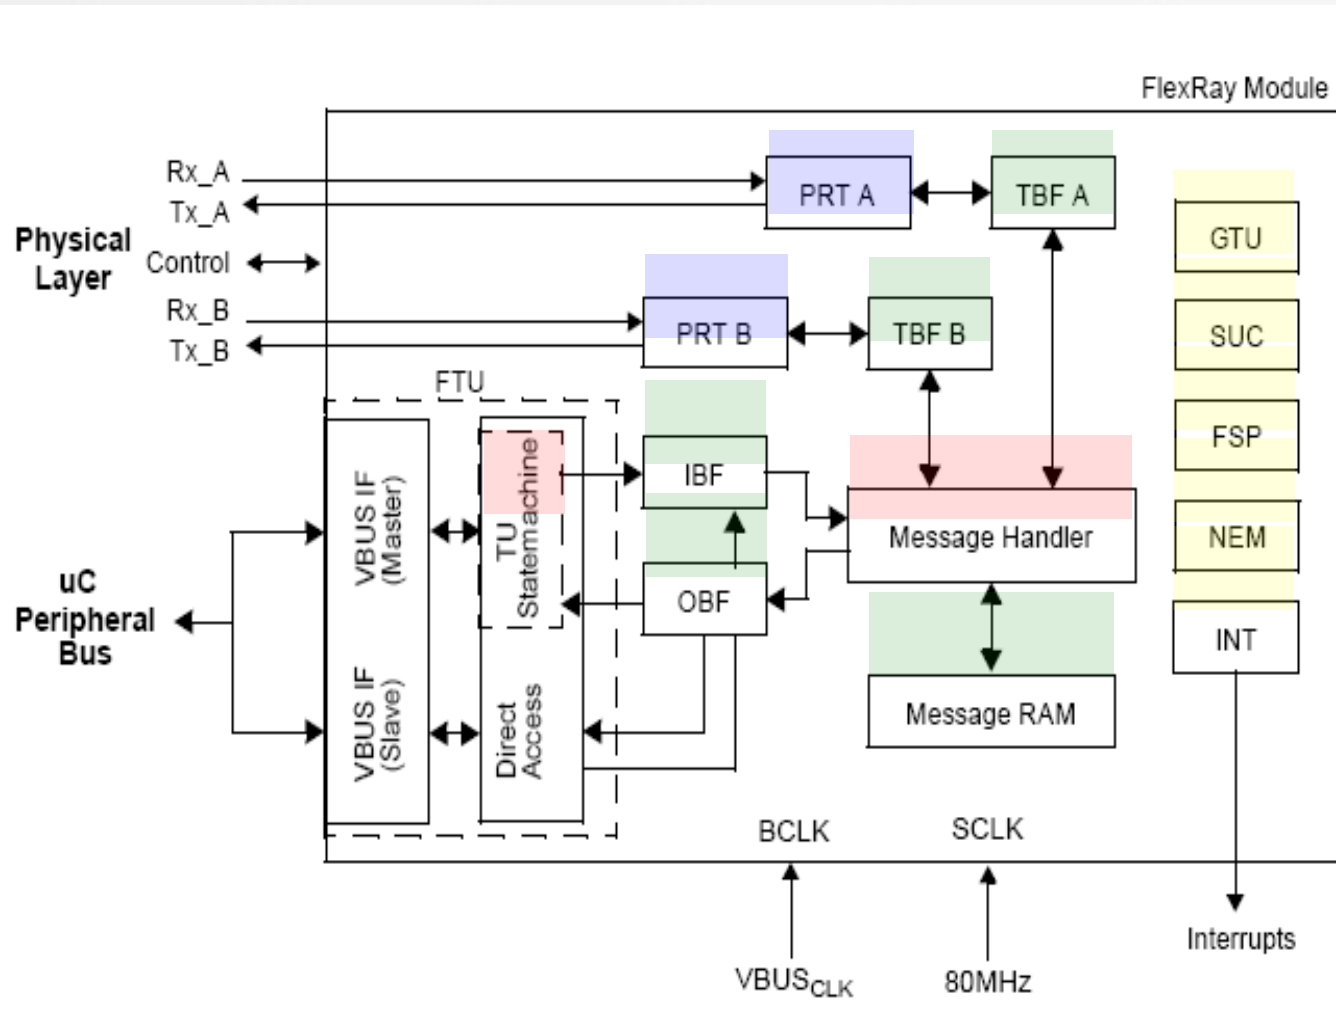 FlexRay Module
Rx_A
Tx_A
Physical
Layer
Control
Rx_B
Tx_B
PRT A
TBF A
PRT B
TBF B
GTU
SUC
FSP
NEM
INT
FTU
VBUS IF
(Master)
TU
Statemachine
IBF
OBF
Message Handler
Message RAM
uC
Peripheral
Bus
VBUS IF
(Slave)
Direct
Access
BCLK
SCLK
VBUSCLK
80MHz
Interrupts